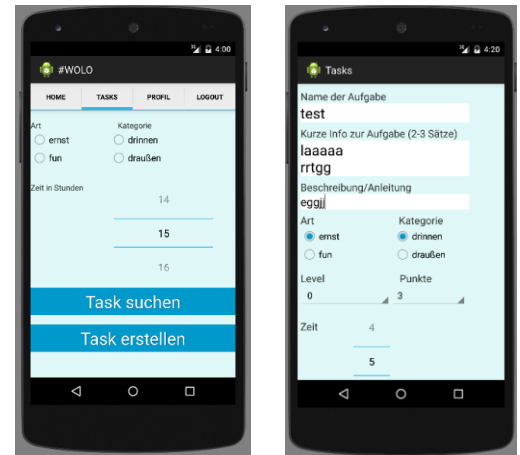 4:00
#WOLO
HOME TASKS PROFIL LOGOUT
Art Kategorie
ernst drinnen
fun draußen
Zeit in Stunden
14
15
16
Task suchen
Task erstellen
4:20
Tasks
Name der Aufgabe
test
Kurze Info zur Aufgabe (2-3 Sätze)
laaaaa
rrtgg
Beschreibung/Anleitung
eggjj
Art Kategorie
ernst drinnen
fun draußen
Level Punkte
0 3
Zeit 4
5